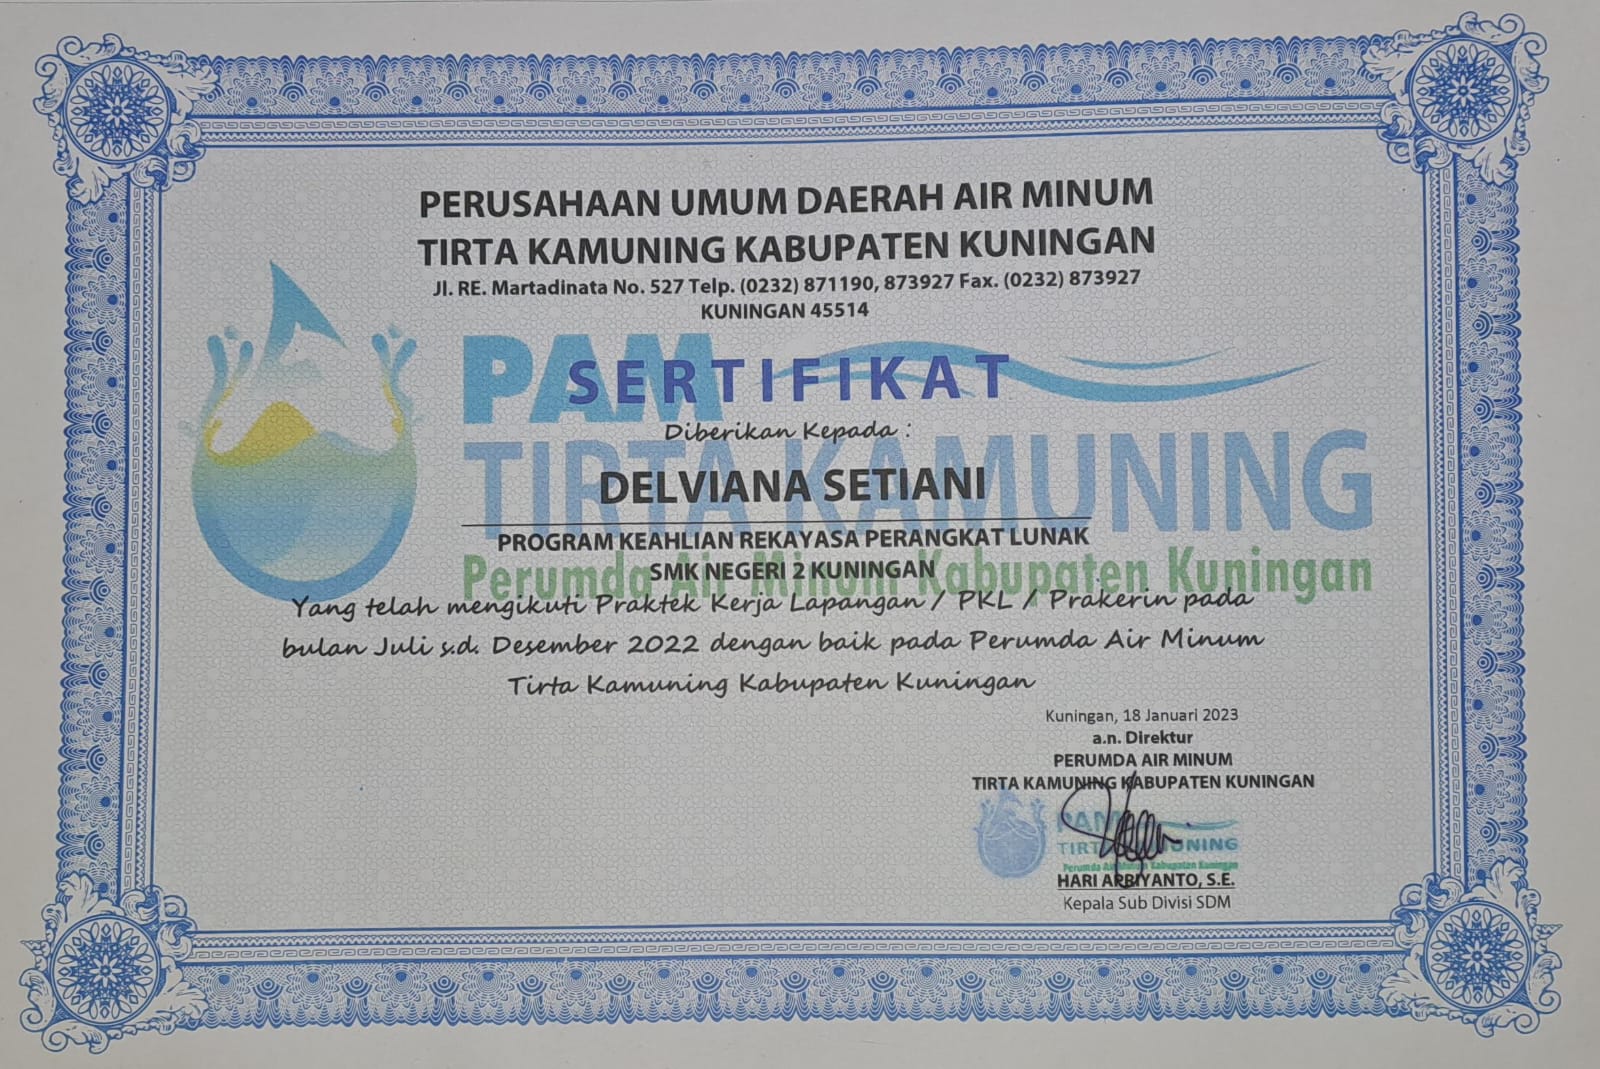 PERUSAHAAN UMUM DAERAH AIR MINUM
TIRTA KAMUNING KABUPATEN KUNINGAN
Jl. RE. Martadinata No. 527 Telp. (0232) 871190, 873927 Fax. (0232) 873927
KUNINGAN 45514
PAM
SERTIFIKAT
Diberikan Kepada :
TIRTA KAMUNING
DELVIANA SETIANI
PROGRAM KEAHLIAN REKAYASA PERANGKAT LUNAK
SMK NEGERI 2 KUNINGAN
Perumda Air Minum Kabupaten Kuningan
Yang telah mengikuti Praktek Kerja Lapangan / PKL / Prakerin pada
bulan Juli s.d. Desember 2022 dengan baik pada Perumda Air Minum
Tirta Kamuning Kabupaten Kuningan
Kuningan, 18 Januari 2023
a.n. Direktur
PERUMDA AIR MINUM
TIRTA KAMUNING KABUPATEN KUNINGAN
PAM
TIRTA KAMUNING
Perumda Air Minum Kabupaten Kuningan
HARI ARBIYANTO, S.E.
Kepala Sub Divisi SDM